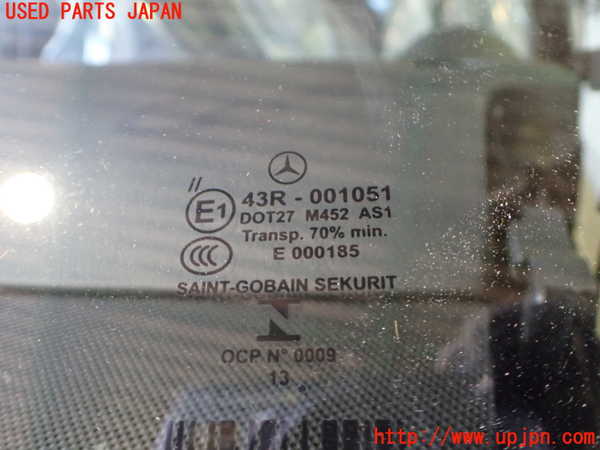 USED PARTS JAPAN
//
E1 43R - 001051
DOT27 M452 AS1
Transp. 70% min.
CCC E 000185
SAINT-GOBAIN SEKURIT
OCP N° 0009
13
http://www.upjpn.com/